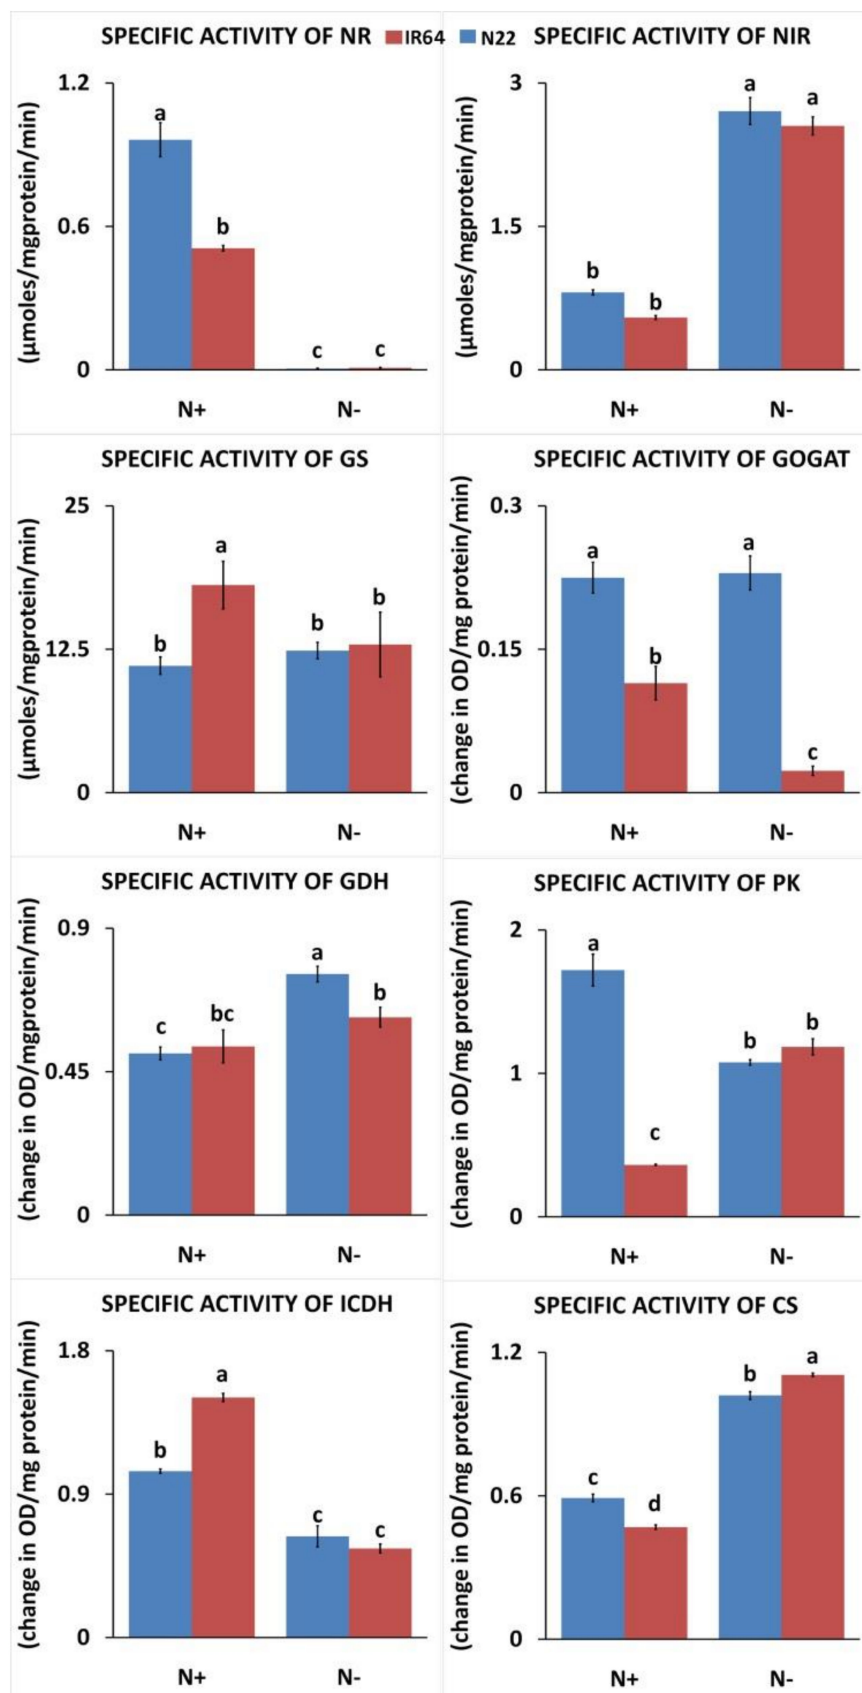 SPECIFIC ACTIVITY OF NR IR64 N22 SPECIFIC ACTIVITY OF NIR
(µmoles/mgprotein/min)
1.2
0.6
0
a
b
c
c
N+ N-
(µmoles/mgprotein/min)
3
1.5
0
b
b
a
a
N+ N-
SPECIFIC ACTIVITY OF GS
(µmoles/mgprotein/min)
25
12.5
0
b
a
b
b
N+ N-
SPECIFIC ACTIVITY OF GOGAT
(change in OD/mg protein/min)
0.3
0.15
0
a
b
a
c
N+ N-
SPECIFIC ACTIVITY OF GDH
(change in OD/mgprotein/min)
0.9
0.45
0
c
bc
a
b
N+ N-
SPECIFIC ACTIVITY OF PK
(change in OD/mg protein/min)
2
1
0
a
c
b
b
N+ N-
SPECIFIC ACTIVITY OF ICDH
(change in OD/mg protein/min)
1.8
0.9
0
b
a
c
c
N+ N-
SPECIFIC ACTIVITY OF CS
(change in OD/mg protein/min)
1.2
0.6
0
c
d
b
a
N+ N-